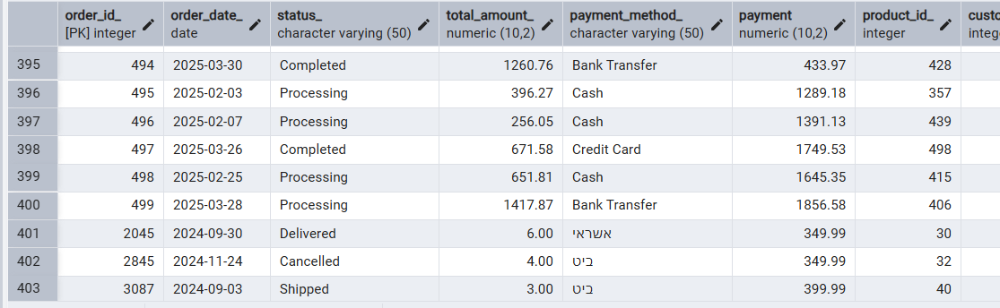 order_id_ order_date_ status_ total_amount_ payment_method_ payment product_id_ custo
[PK] integer date character varying (50) numeric (10,2) character varying (50) numeric (10,2) integer integ
395 494 2025-03-30 Completed 1260.76 Bank Transfer 433.97 428
396 495 2025-02-03 Processing 396.27 Cash 1289.18 357
397 496 2025-02-07 Processing 256.05 Cash 1391.13 439
398 497 2025-03-26 Completed 671.58 Credit Card 1749.53 498
399 498 2025-02-25 Processing 651.81 Cash 1645.35 415
400 499 2025-03-28 Processing 1417.87 Bank Transfer 1856.58 406
401 2045 2024-09-30 Delivered 6.00 אשראי 349.99 30
402 2845 2024-11-24 Cancelled 4.00 ביט 349.99 32
403 3087 2024-09-03 Shipped 3.00 ביט 399.99 40